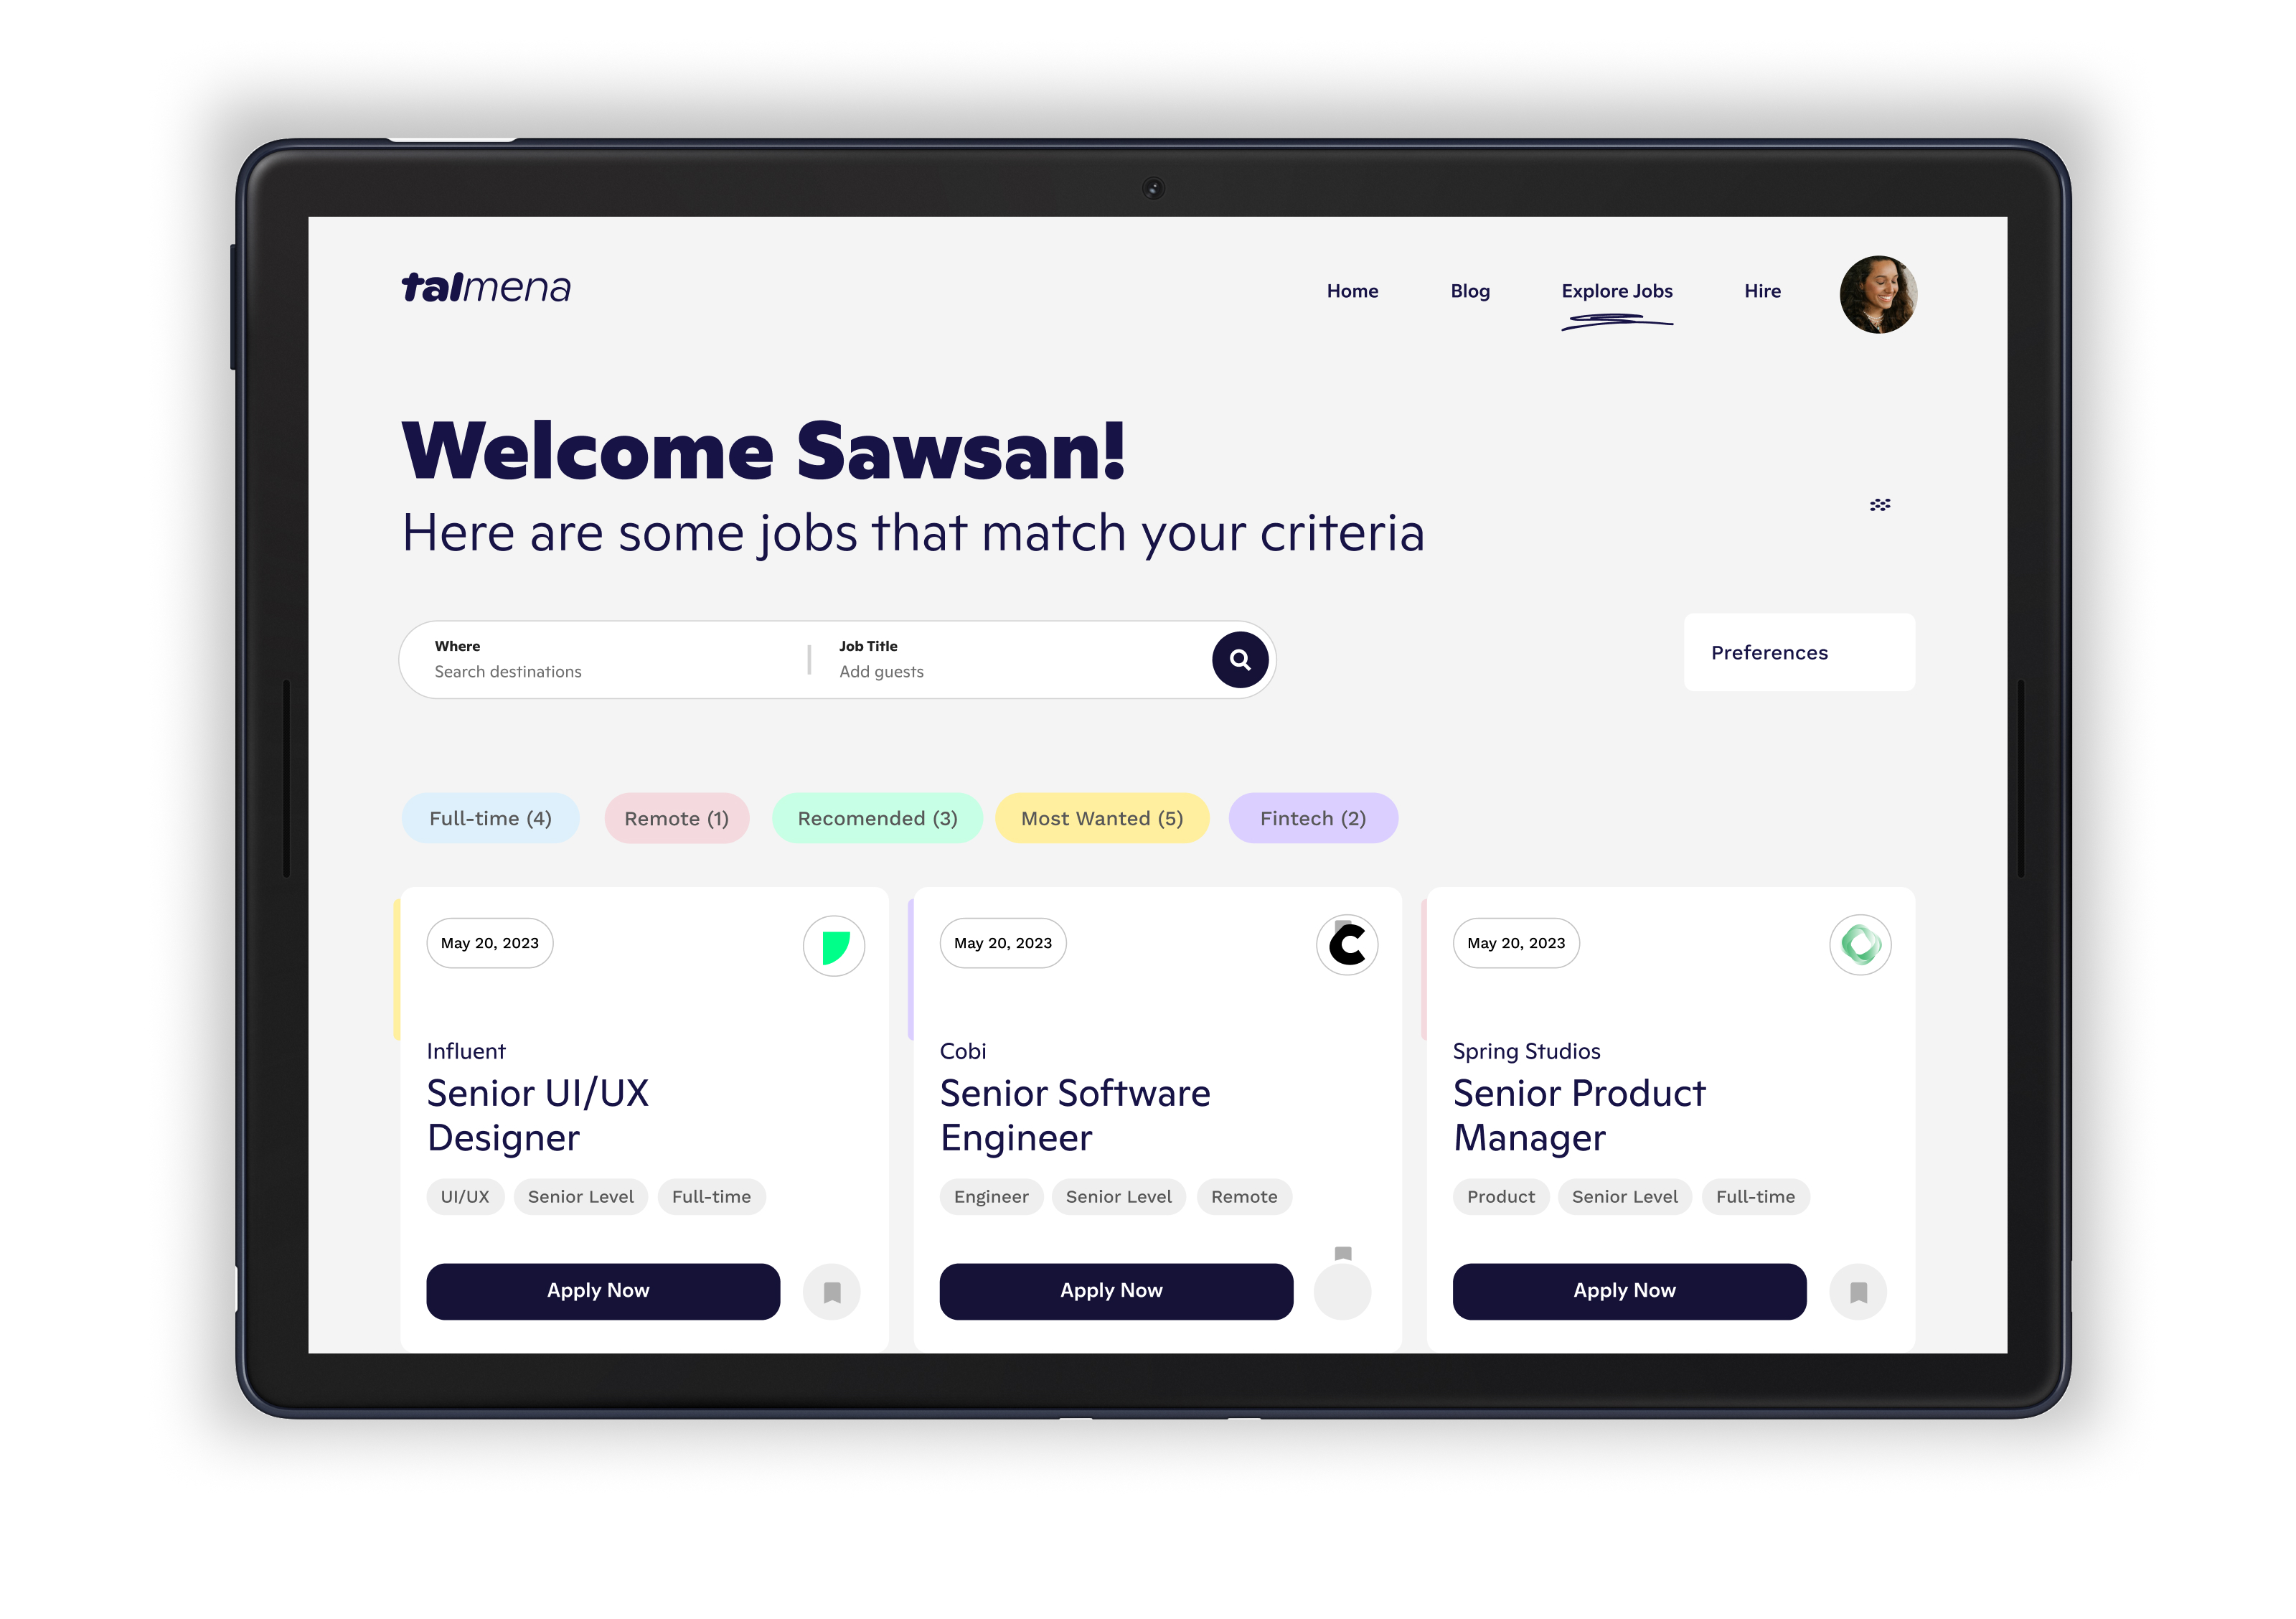 talmena
Home
Blog
Explore Jobs
Hire
Welcome Sawsan!
Here are some jobs that match your criteria
Where
Search destinations
Job Title
Add guests
Preferences
Full-time (4)
Remote (1)
Recomended (3)
Most Wanted (5)
Fintech (2)
May 20, 2023
Influent
Senior UI/UX
Designer
UI/UX
Senior Level
Full-time
Apply Now
May 20, 2023
C
Cobi
Senior Software
Engineer
Engineer
Senior Level
Remote
Apply Now
May 20, 2023
Spring Studios
Senior Product
Manager
Product
Senior Level
Full-time
Apply Now